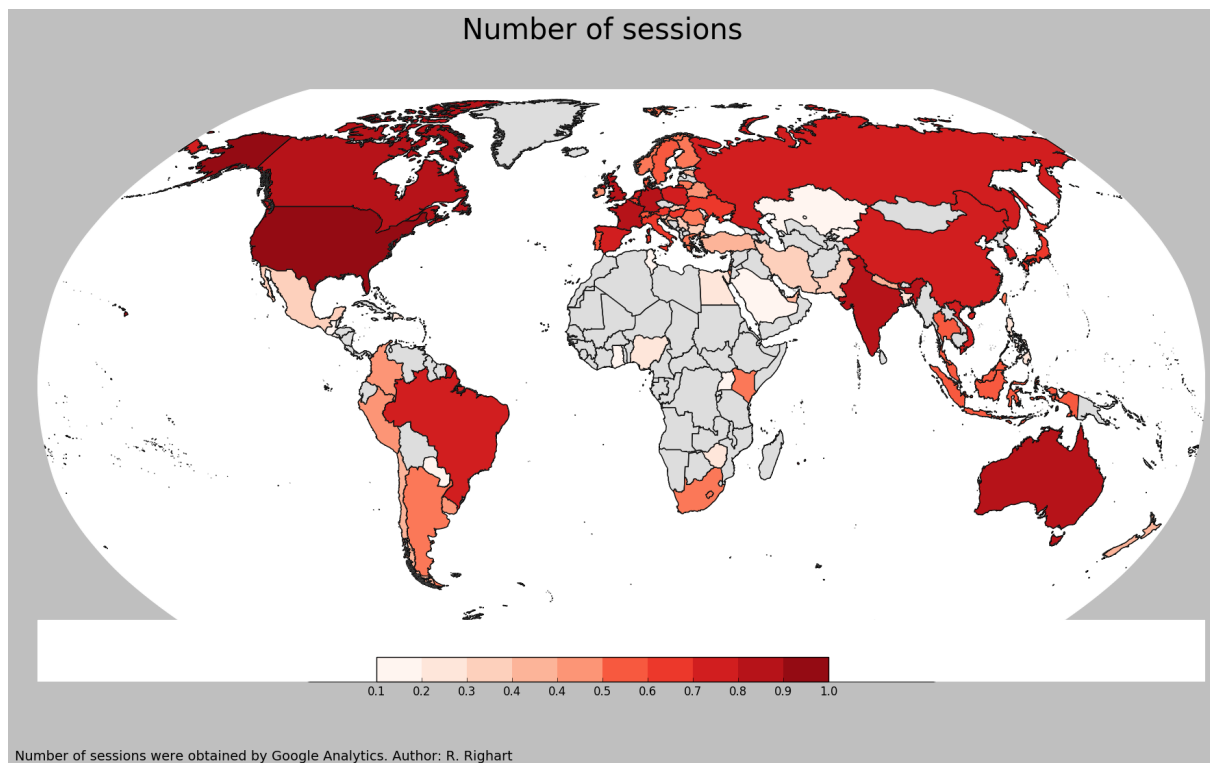 Number of sessions
0.1 0.2 0.3 0.4 0.4 0.5 0.6 0.7 0.8 0.9 1.0
Number of sessions were obtained by Google Analytics. Author: R. Righart